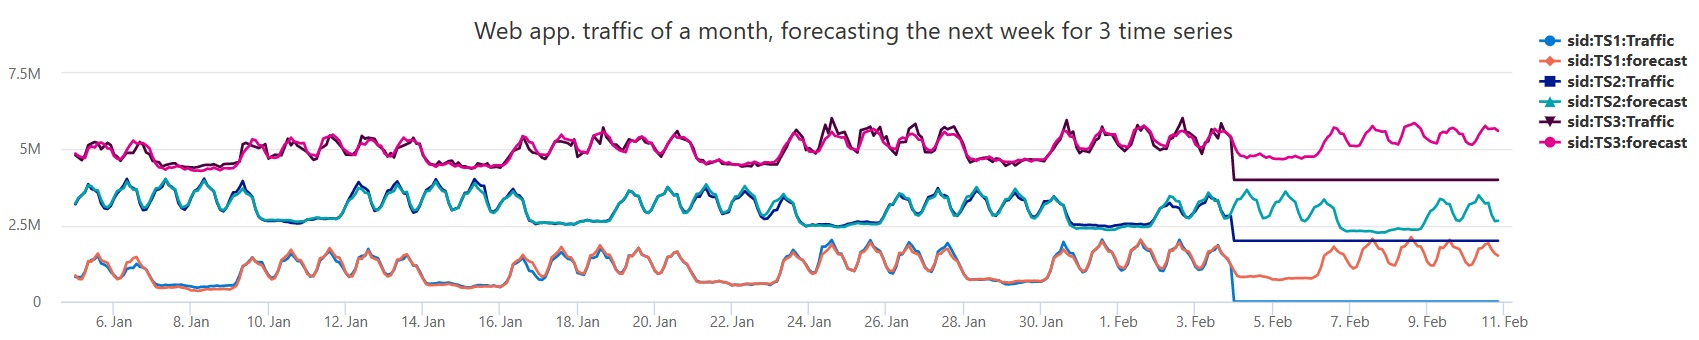 Web app. traffic of a month, forecasting the next week for 3 time series
sid:TS1:Traffic
sid:TS1:forecast
sid:TS2:Traffic
sid:TS2:forecast
sid:TS3:Traffic
sid:TS3:forecast
7.5M
5M
2.5M
0
6. Jan 8. Jan 10. Jan 12. Jan 14. Jan 16. Jan 18. Jan 20. Jan 22. Jan 24. Jan 26. Jan 28. Jan 30. Jan 1. Feb 3. Feb 5. Feb 7. Feb 9. Feb 11. Feb